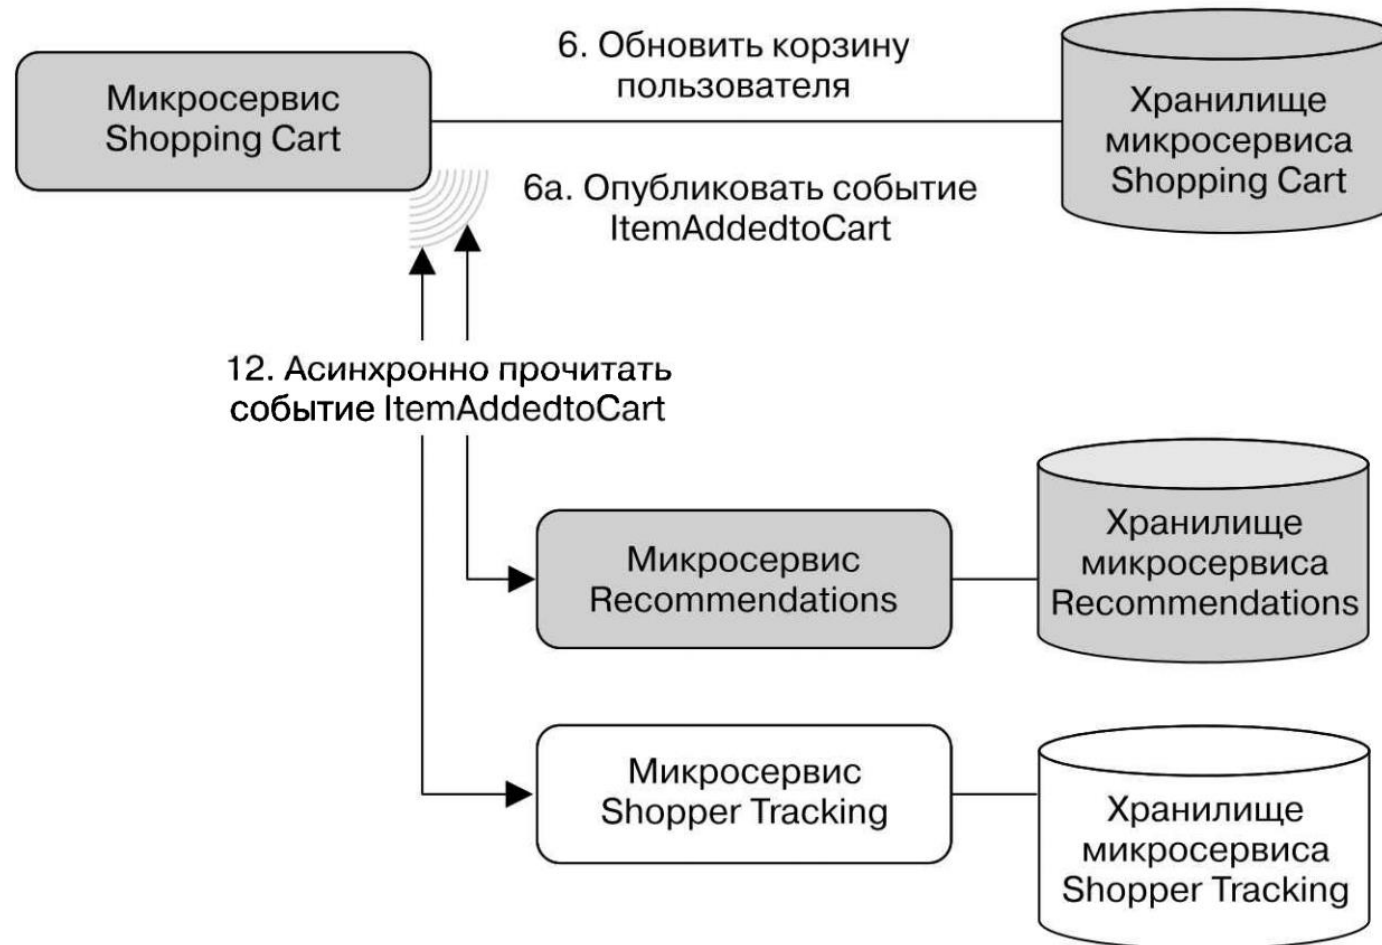 6. Обновить корзину
пользователя
Микросервис
Shopping Cart
Хранилище
микросервиса
Shopping Cart
6а. Опубликовать событие
ItemAddedtoCart
12. Асинхронно прочитать
событие ItemAddedtoCart
Микросервис
Recommendations
Хранилище
микросервиса
Recommendations
Микросервис
Shopper Tracking
Хранилище
микросервиса
Shopper Tracking